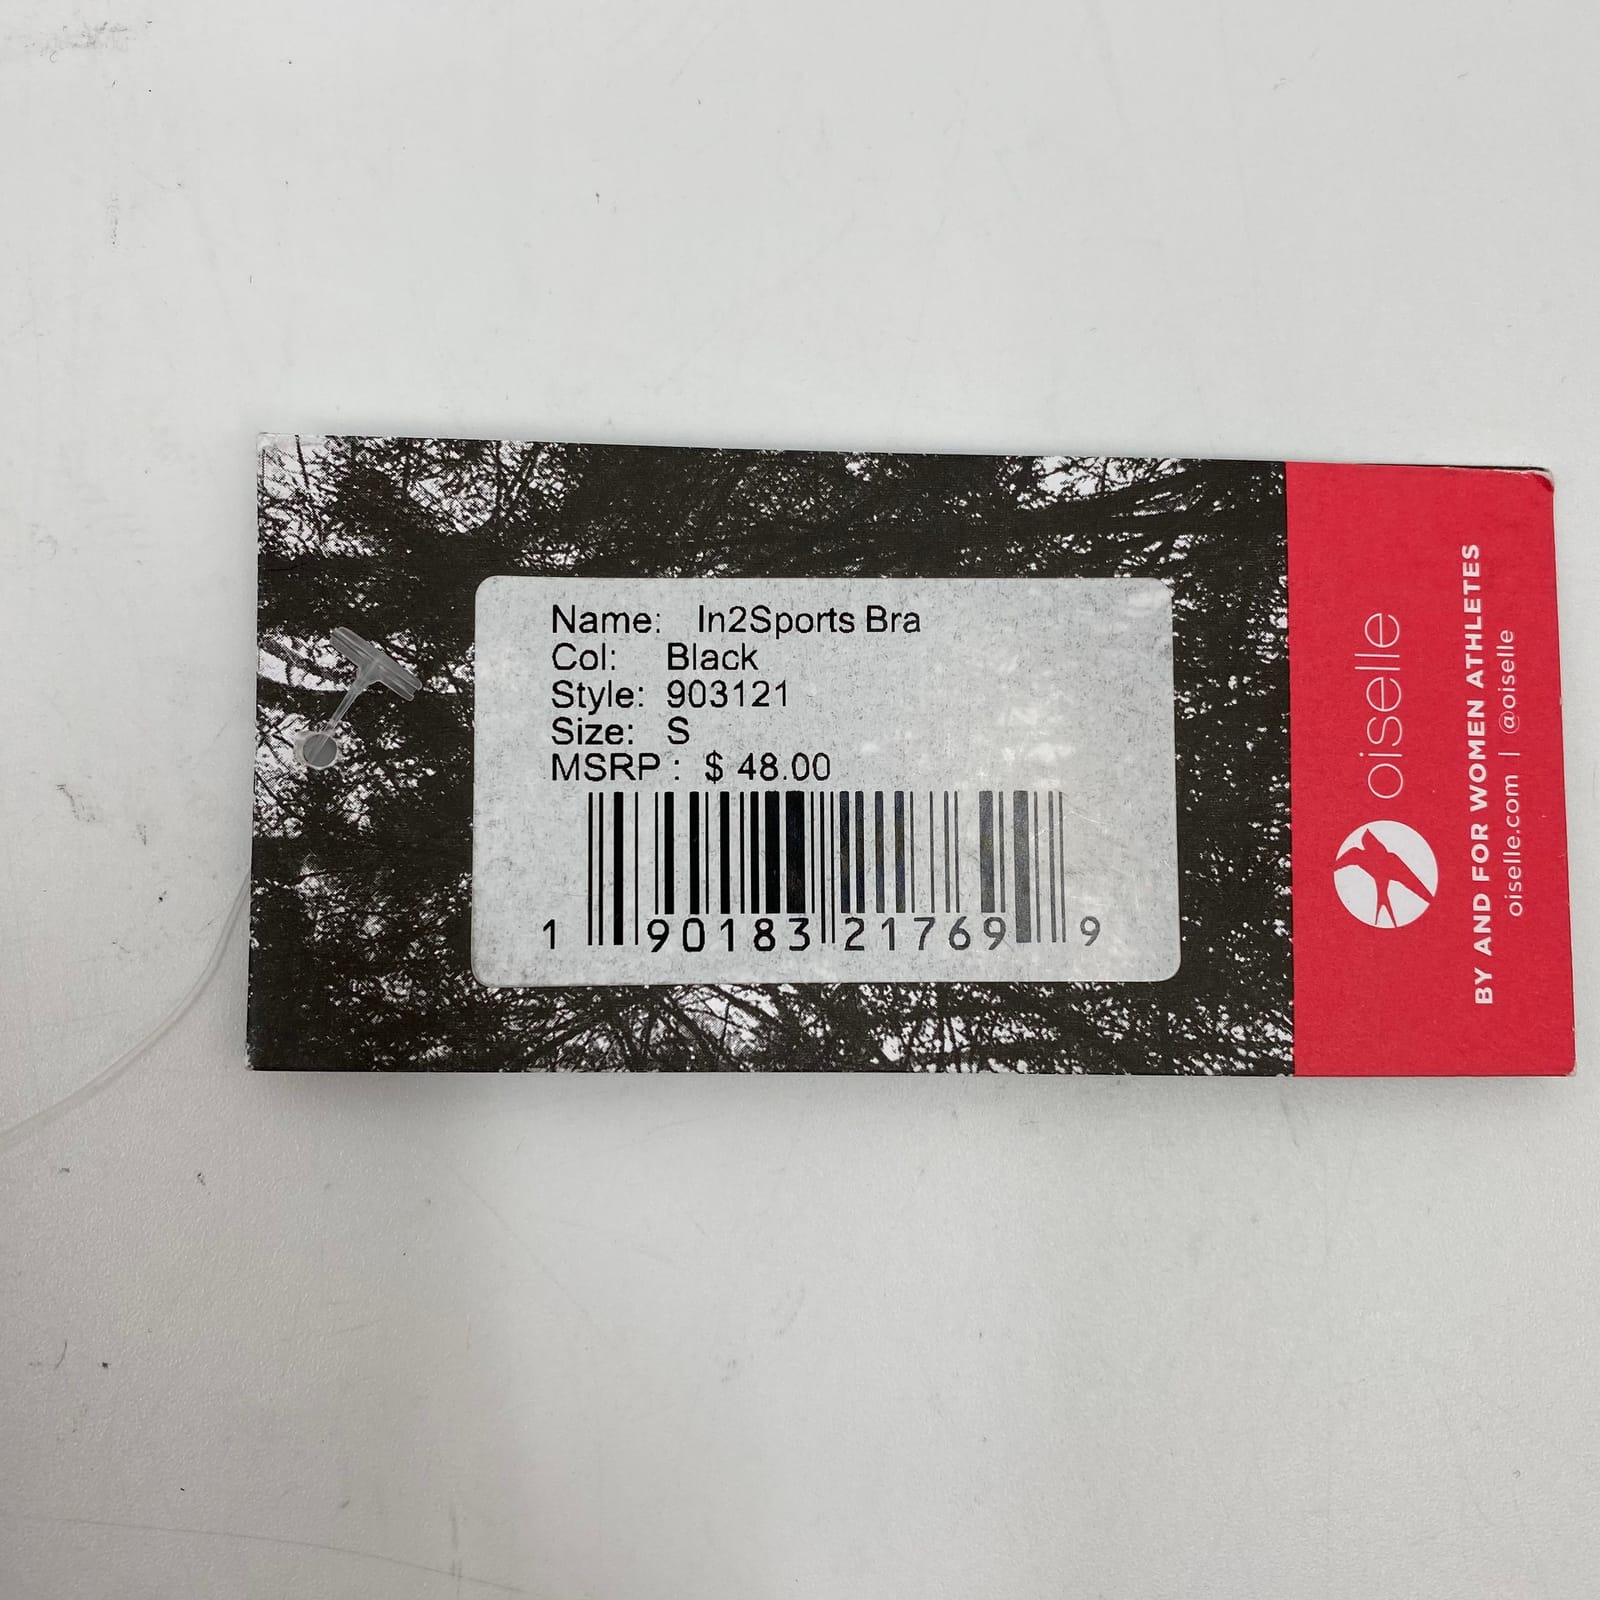 Name: In2Sports Bra
Col: Black
Style: 903121
Size: S
MSRP : $ 48.00
1 90183 21769 9
oiselle
BY AND FOR WOMEN ATHLETES
oiselle.com | @oiselle